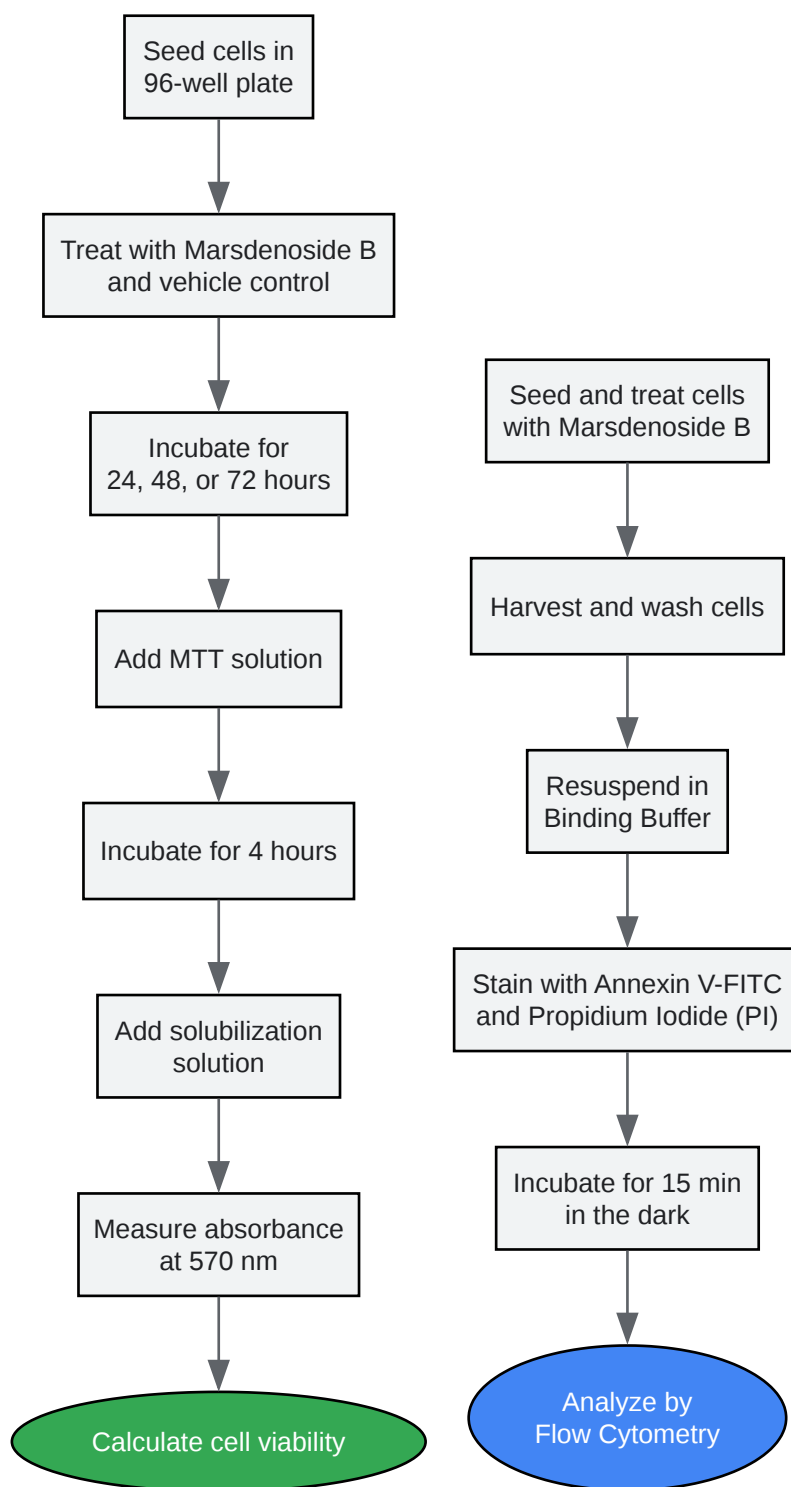 Seed cells in
96-well plate
Treat with Marsdenoside B
and vehicle control
Incubate for
24, 48, or 72 hours
Add MTT solution
Incubate for 4 hours
Add solubilization
solution
Measure absorbance
at 570 nm
Calculate cell viability
Seed and treat cells
with Marsdenoside B
Harvest and wash cells
Resuspend in
Binding Buffer
Stain with Annexin V-FITC
and Propidium Iodide (PI)
Incubate for 15 min
in the dark
Analyze by
Flow Cytometry